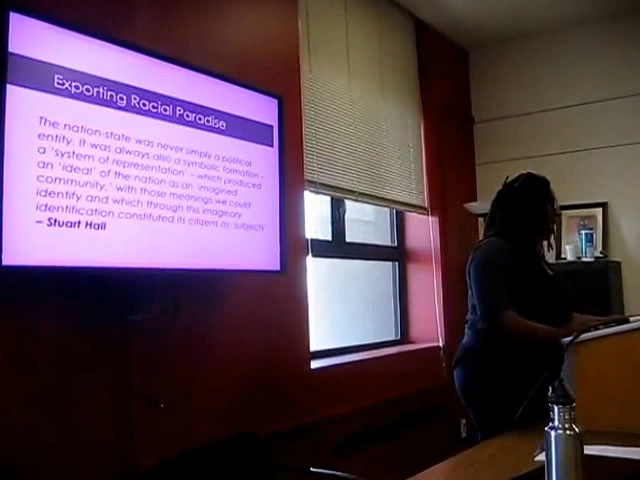 Exporting Racial Paradise
The nation-state was never simply a political
entity. It was always also a symbolic formation –
a 'system of representation' – which produced
an 'ideal' of the nation as an 'imagined
community,' with those meanings we could
identify and which through this imaginary
identification constituted its citizens as 'subjects'
– Stuart Hall